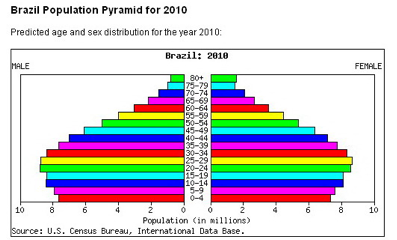 Brazil Population Pyramid for 2010
Predicted age and sex distribution for the year 2010:
Brazil: 2010
MALE FEMALE
80+
75-79
70-74
65-69
60-64
55-59
50-54
45-49
40-44
35-39
30-34
25-29
20-24
15-19
10-14
5-9
0-4
10 8 6 4 2 0 0 2 4 6 8 10
Population (in millions)
Source: U.S. Census Bureau, International Data Base.